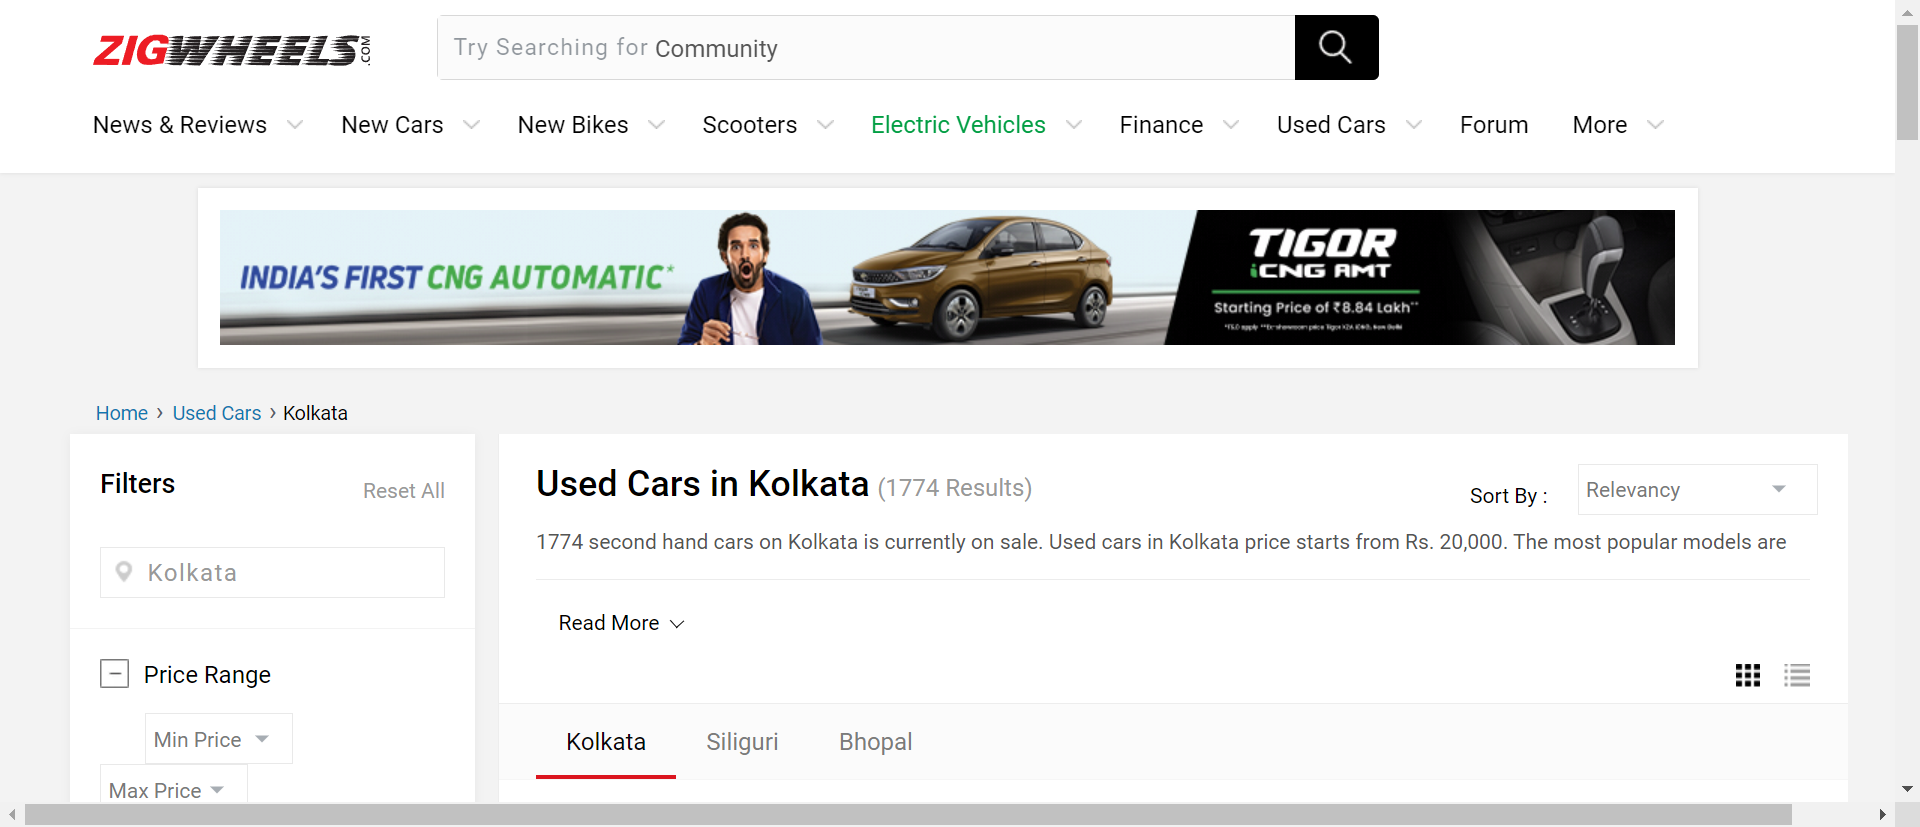 ZIGWHEELS.COM
Try Searching for Community
News & Reviews
New Cars
New Bikes
Scooters
Electric Vehicles
Finance
Used Cars
Forum
More
INDIA'S FIRST CNG AUTOMATIC*
TIGOR
iCNG AMT
Starting Price of ₹8.84 Lakh**
Home › Used Cars › Kolkata
Filters
Reset All
Kolkata
Price Range
Min Price
Max Price
Used Cars in Kolkata (1774 Results)
Sort By :
Relevancy
1774 second hand cars on Kolkata is currently on sale. Used cars in Kolkata price starts from Rs. 20,000. The most popular models are
Read More
Kolkata
Siliguri
Bhopal